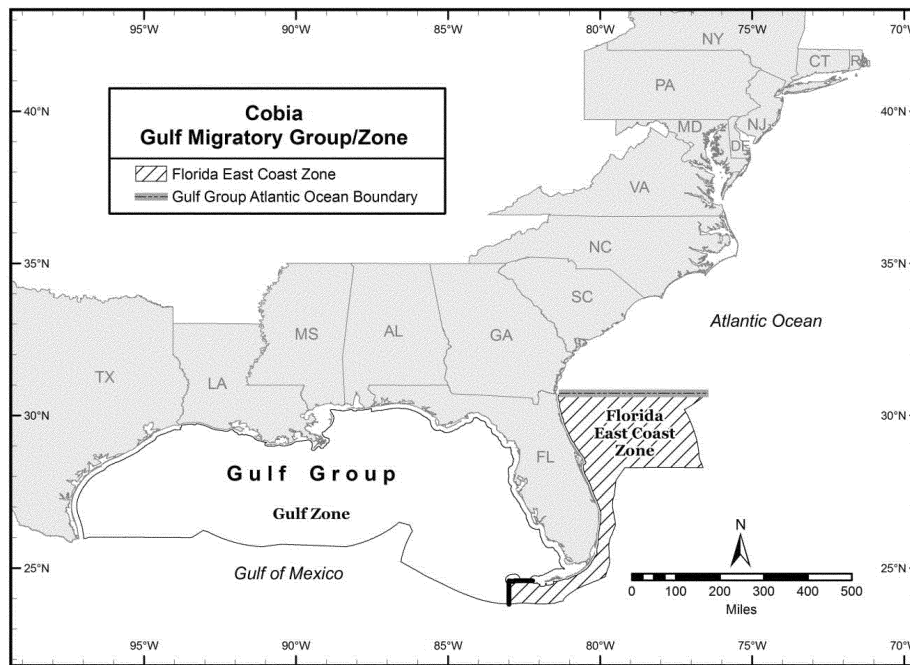 95°W 90°W 85°W 80°W 75°W 70°W
Cobia
Gulf Migratory Group/Zone
Florida East Coast Zone
Gulf Group Atlantic Ocean Boundary
NY
CT
PA
NJ
MD
DE
40°N
40°N
VA
NC
35°N
35°N
SC
MS
AL
GA
Atlantic Ocean
TX
LA
30°N
30°N
Florida
East Coast
Zone
FL
Gulf Group
Gulf Zone
Gulf of Mexico
25°N
25°N
N
0 100 200 300 400 500
Miles
95°W 90°W 85°W 80°W 75°W 70°W